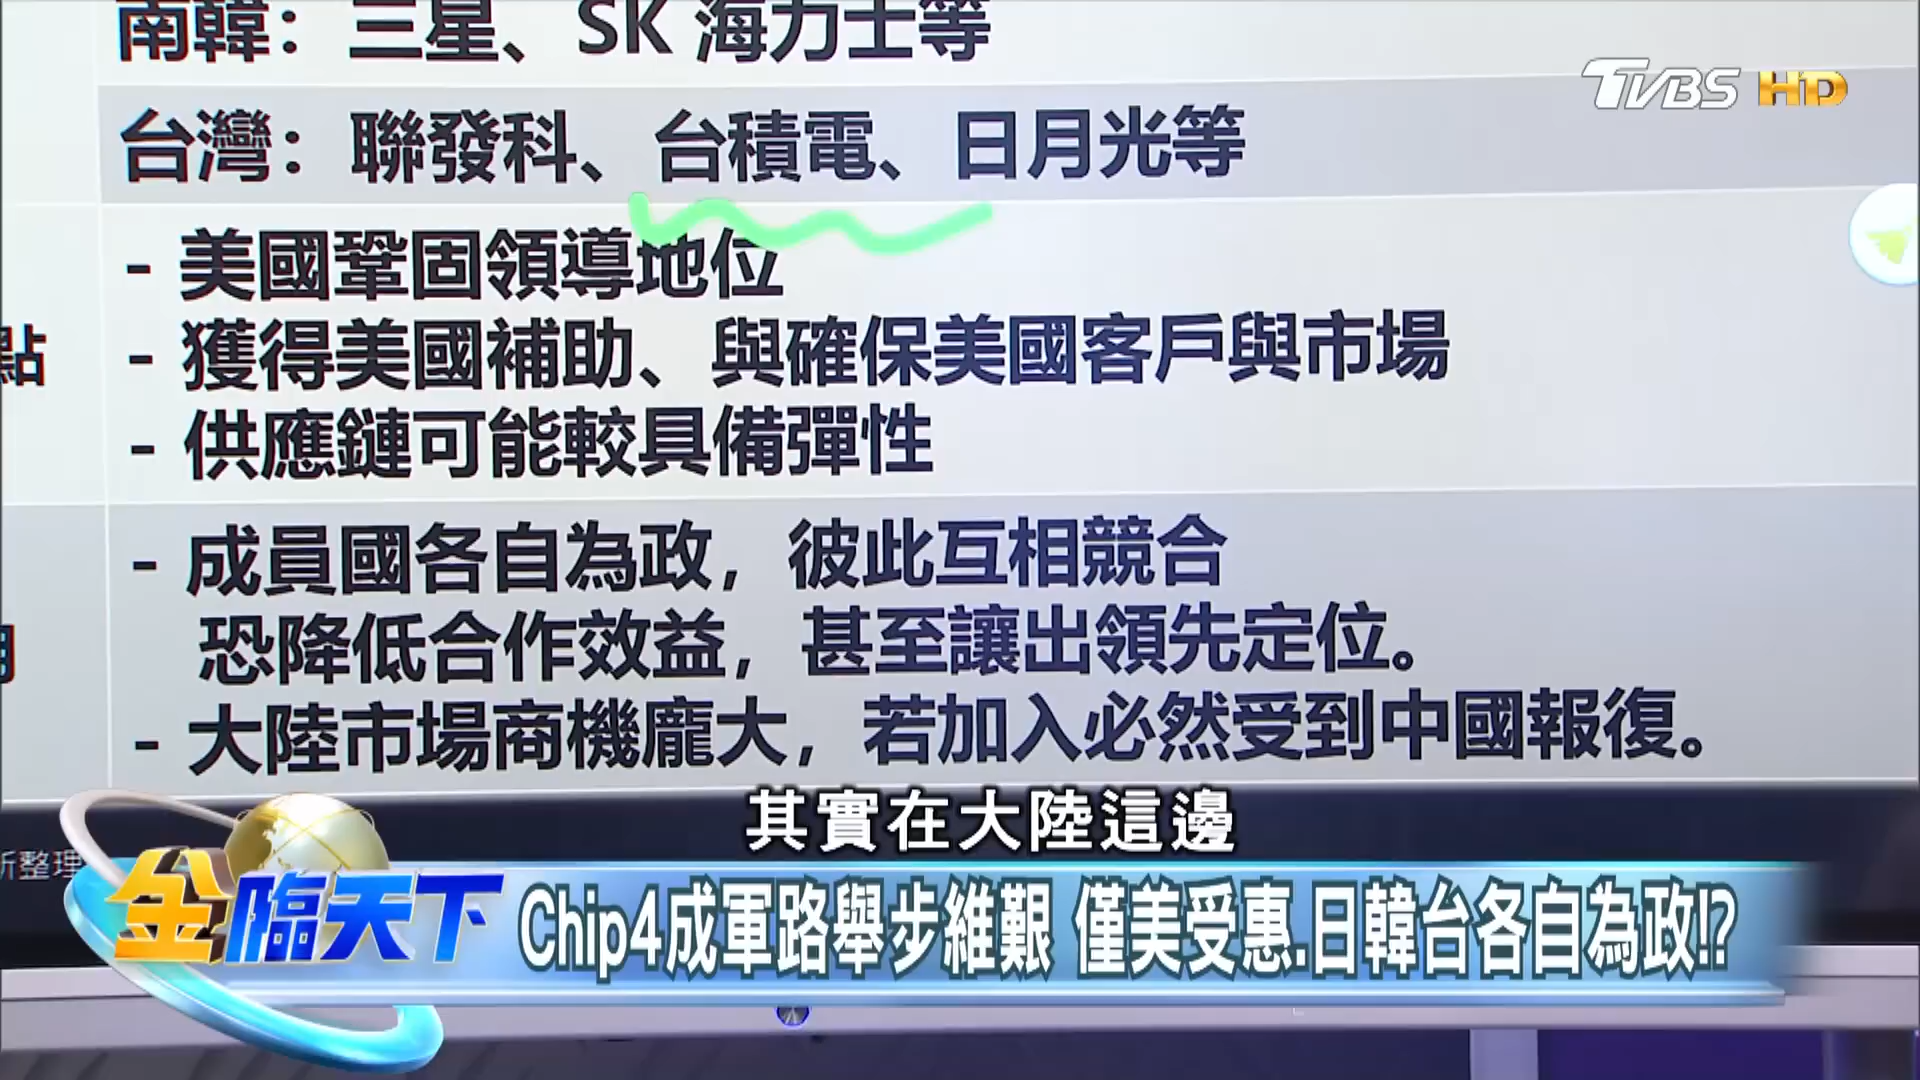 南韓：三星、SK 海力士等
TVBS HD
台灣：聯發科、台積電、日月光等
- 美國鞏固領導地位
點
- 獲得美國補助、與確保美國客戶與市場
- 供應鏈可能較具備彈性
- 成員國各自為政，彼此互相競合
恐降低合作效益，甚至讓出領先定位。
- 大陸市場商機龐大，若加入必然受到中國報復。
其實在大陸這邊
整理
金臨天下
Chip4成軍路舉步維艱 僅美受惠.日韓台各自為政!?